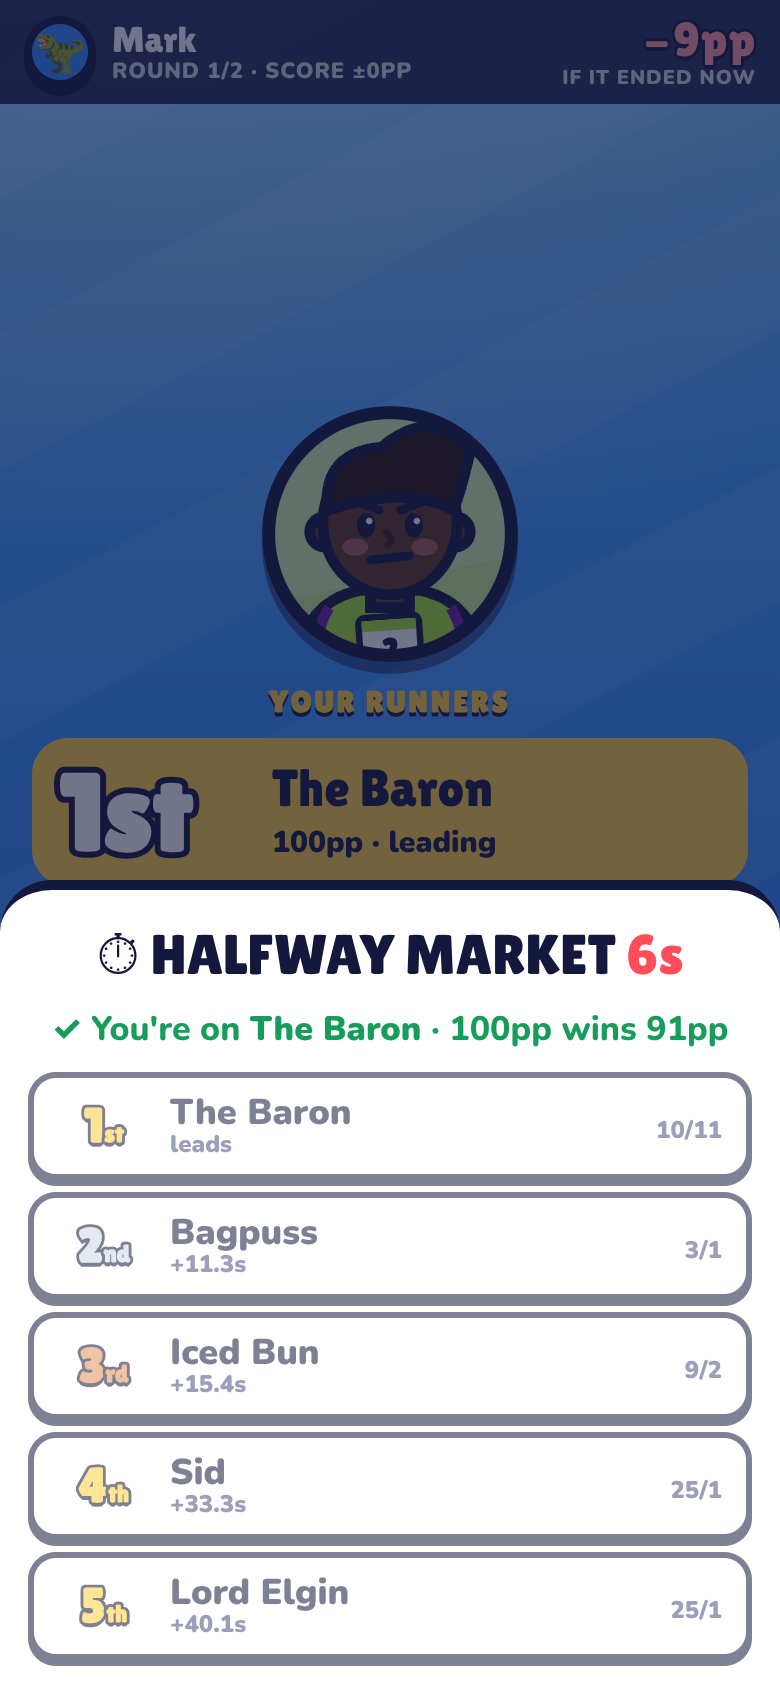 Mark
ROUND 1/2 · SCORE ±0PP
−9pp
IF IT ENDED NOW
YOUR RUNNERS
1st
The Baron
100pp · leading
⏱ HALFWAY MARKET 6s
✓ You're on The Baron · 100pp wins 91pp
1st
The Baron
leads
10/11
2nd
Bagpuss
+11.3s
3/1
3rd
Iced Bun
+15.4s
9/2
4th
Sid
+33.3s
25/1
5th
Lord Elgin
+40.1s
25/1